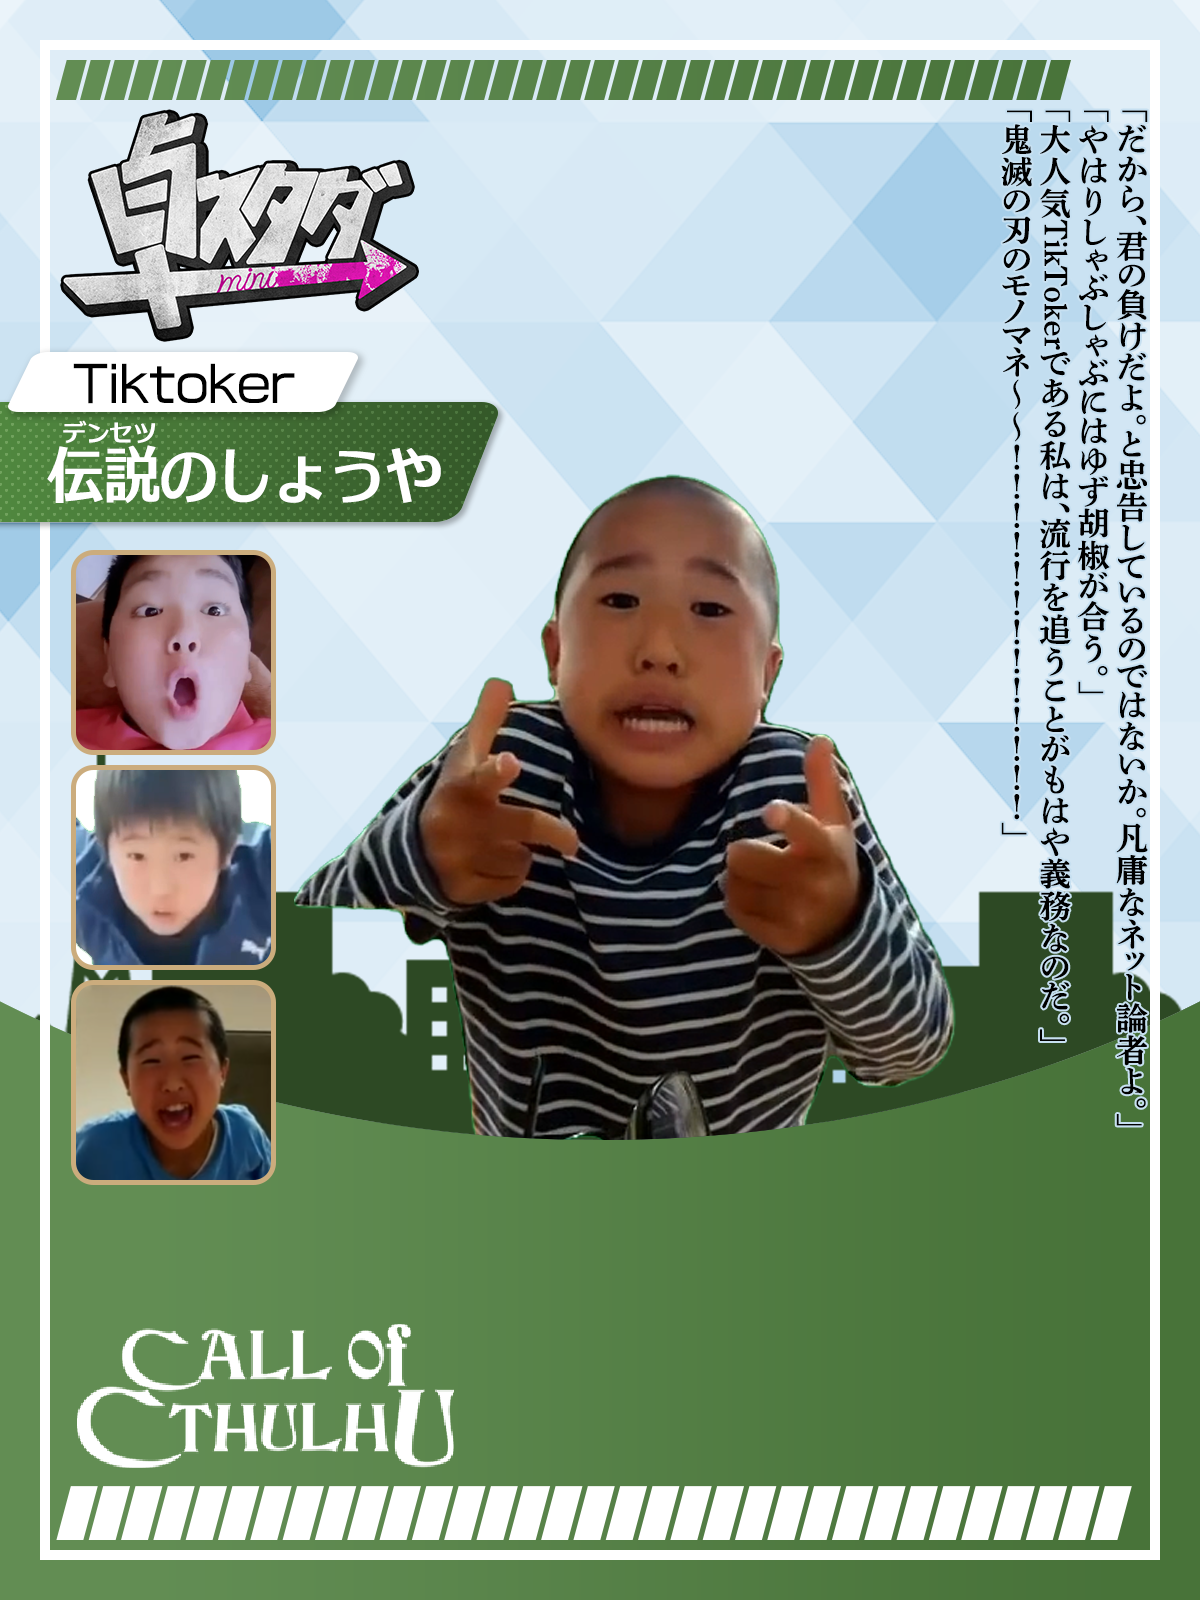 卓スタダ
mini
Tiktoker
デンセツ
伝説のしょうや
「だから、君の負けだよ。と忠告しているのではないか。凡庸なネット論者よ。」
「やはりしゃぶしゃぶにはゆず胡椒が合う。」
「大人気TikTokerである私は、流行を追うことがもはや義務なのだ。」
「鬼滅の刃のモノマネ～～！！！！！！！！！！！！！」
CALL of
CTHULHU